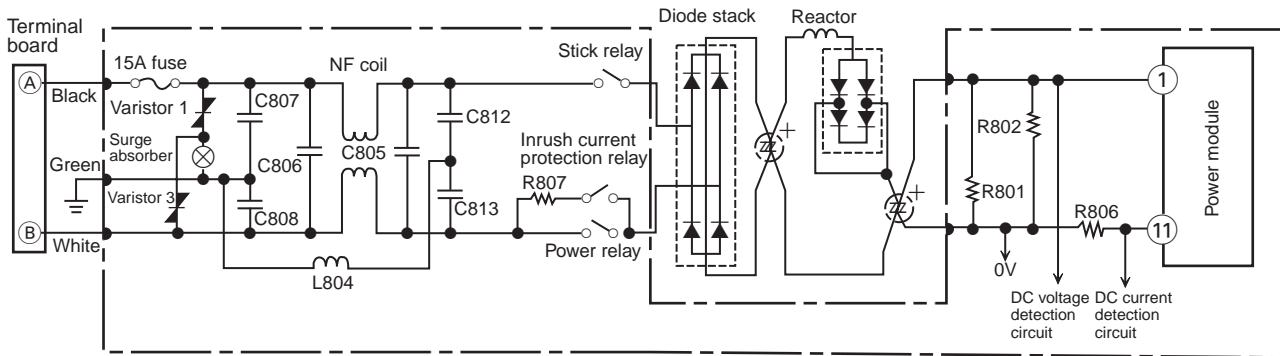 Terminal
board
A
Black
Green
B
White
15A fuse
Varistor 1
Surge
absorber
Varistor 3
C807
C806
C808
NF coil
C805
L804
C812
C813
Stick relay
Inrush current
protection relay
R807
Power relay
Diode stack
+
Reactor
+
R802
R801
R806
0V
DC voltage
detection
circuit
DC current
detection
circuit
1
11
Power module